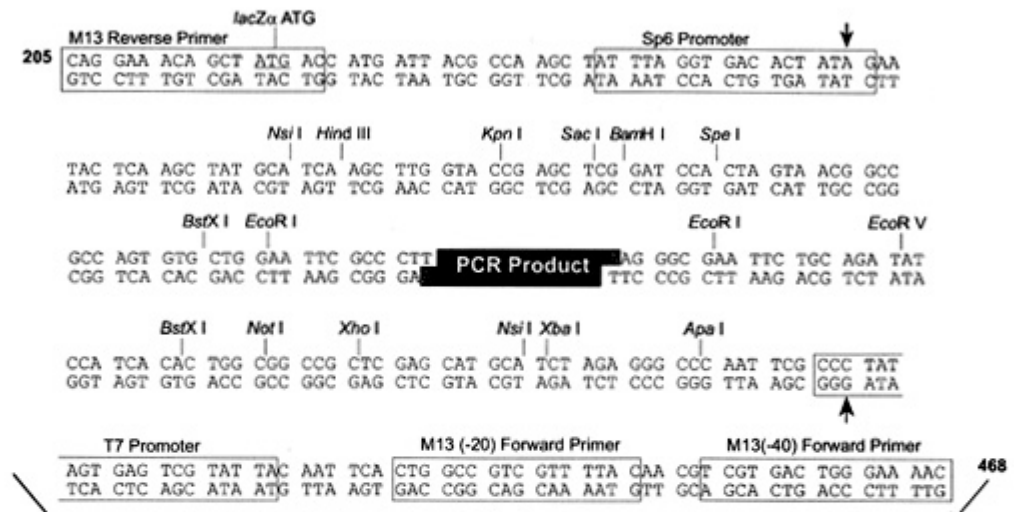 lacZα ATG
M13 Reverse Primer Sp6 Promoter
205 CAG GAA ACA GCT ATG ACC ATG ATT ACG CCA AGC TAT TTA GGT GAC ACT ATA GAA
GTC CTT TGT CGA TAC TGG TAC TAA TGC GGT TCG ATA AAT CCA CTG TGA TAT CTT
Nsi I Hind III Kpn I Sac I BamH I Spe I
TAC TCA AGC TAT GCA TCA AGC TTG GTA CCG AGC TCG GAT CCA CTA GTA ACG GCC
ATG AGT TCG ATA CGT AGT TCG AAC CAT GGC TCG AGC CTA GGT GAT CAT TGC CGG
BstX I EcoR I EcoR I EcoR V
GCC AGT GTG CTG GAA TTC GCC CTT PCR Product AG GGC GAA TTC TGC AGA TAT
CGG TCA CAC GAC CTT AAG CGG GA TTC CCG CTT AAG ACG TCT ATA
BstX I Not I Xho I Nsi I Xba I Apa I
CCA TCA CAC TGG CGG CCG CTC GAG CAT GCA TCT AGA GGG CCC AAT TCG CCC TAT
GGT AGT GTG ACC GCC GGC GAG CTC GTA CGT AGA TCT CCC GGG TTA AGC GGG ATA
T7 Promoter M13 (-20) Forward Primer M13(-40) Forward Primer
AGT GAG TCG TAT TAC AAT TCA CTG GCC GTC GTT TTA CAA CGT CGT GAC TGG GAA AAC 468
TCA CTC AGC ATA ATG TTA AGT GAC CGG CAG CAA AAT GTT GCA GCA CTG ACC CTT TTG